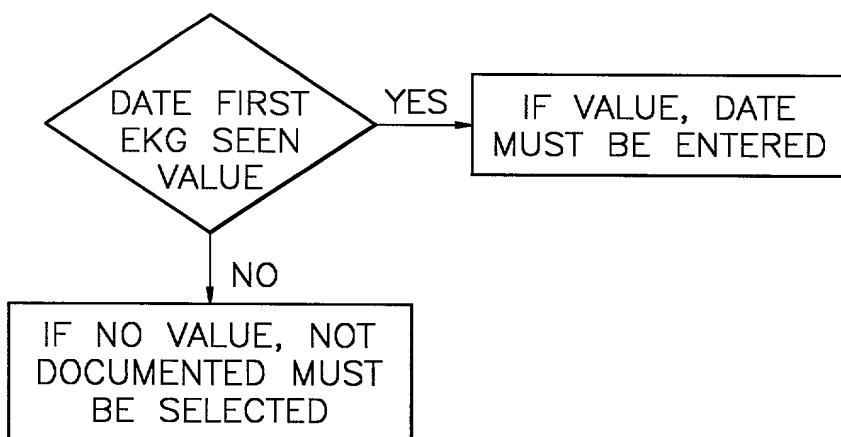 DATE FIRST
EKG SEEN
VALUE
YES
IF VALUE, DATE
MUST BE ENTERED
NO
IF NO VALUE, NOT
DOCUMENTED MUST
BE SELECTED